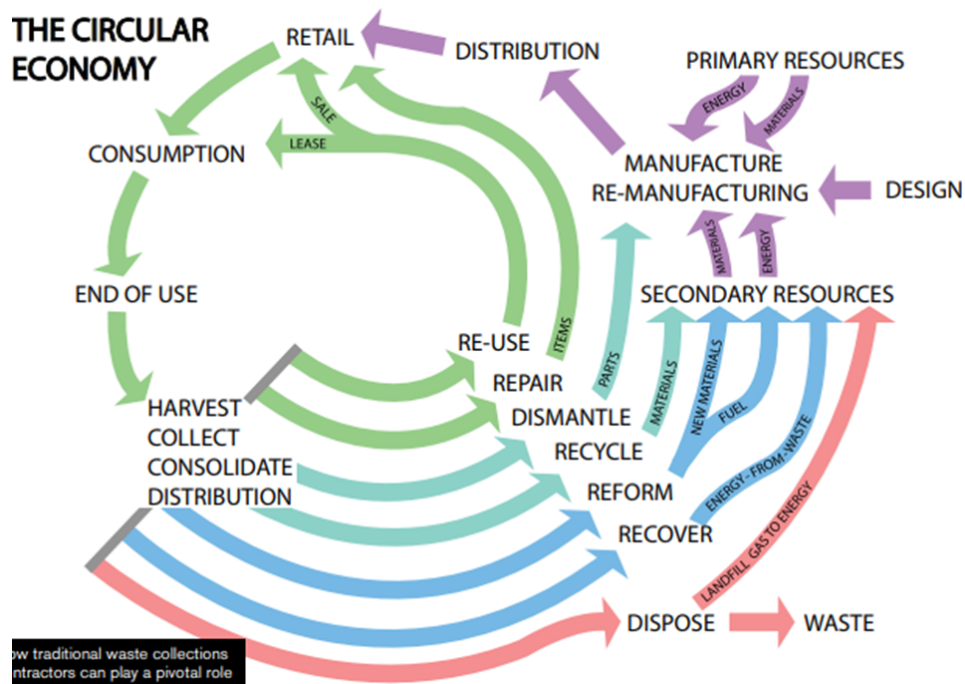 THE CIRCULAR
ECONOMY
RETAIL
DISTRIBUTION
PRIMARY RESOURCES
ENERGY
MATERIALS
SALE
LEASE
CONSUMPTION
MANUFACTURE
RE-MANUFACTURING
DESIGN
MATERIALS
ENERGY
END OF USE
SECONDARY RESOURCES
RE-USE
ITEMS
REPAIR
PARTS
DISMANTLE
MATERIALS
NEW MATERIALS
FUEL
RECYCLE
HARVEST
COLLECT
CONSOLIDATE
DISTRIBUTION
REFORM
ENERGY-FROM-WASTE
RECOVER
LANDFILL GAS TO ENERGY
DISPOSE
WASTE
ow traditional waste collections
ntractors can play a pivotal role